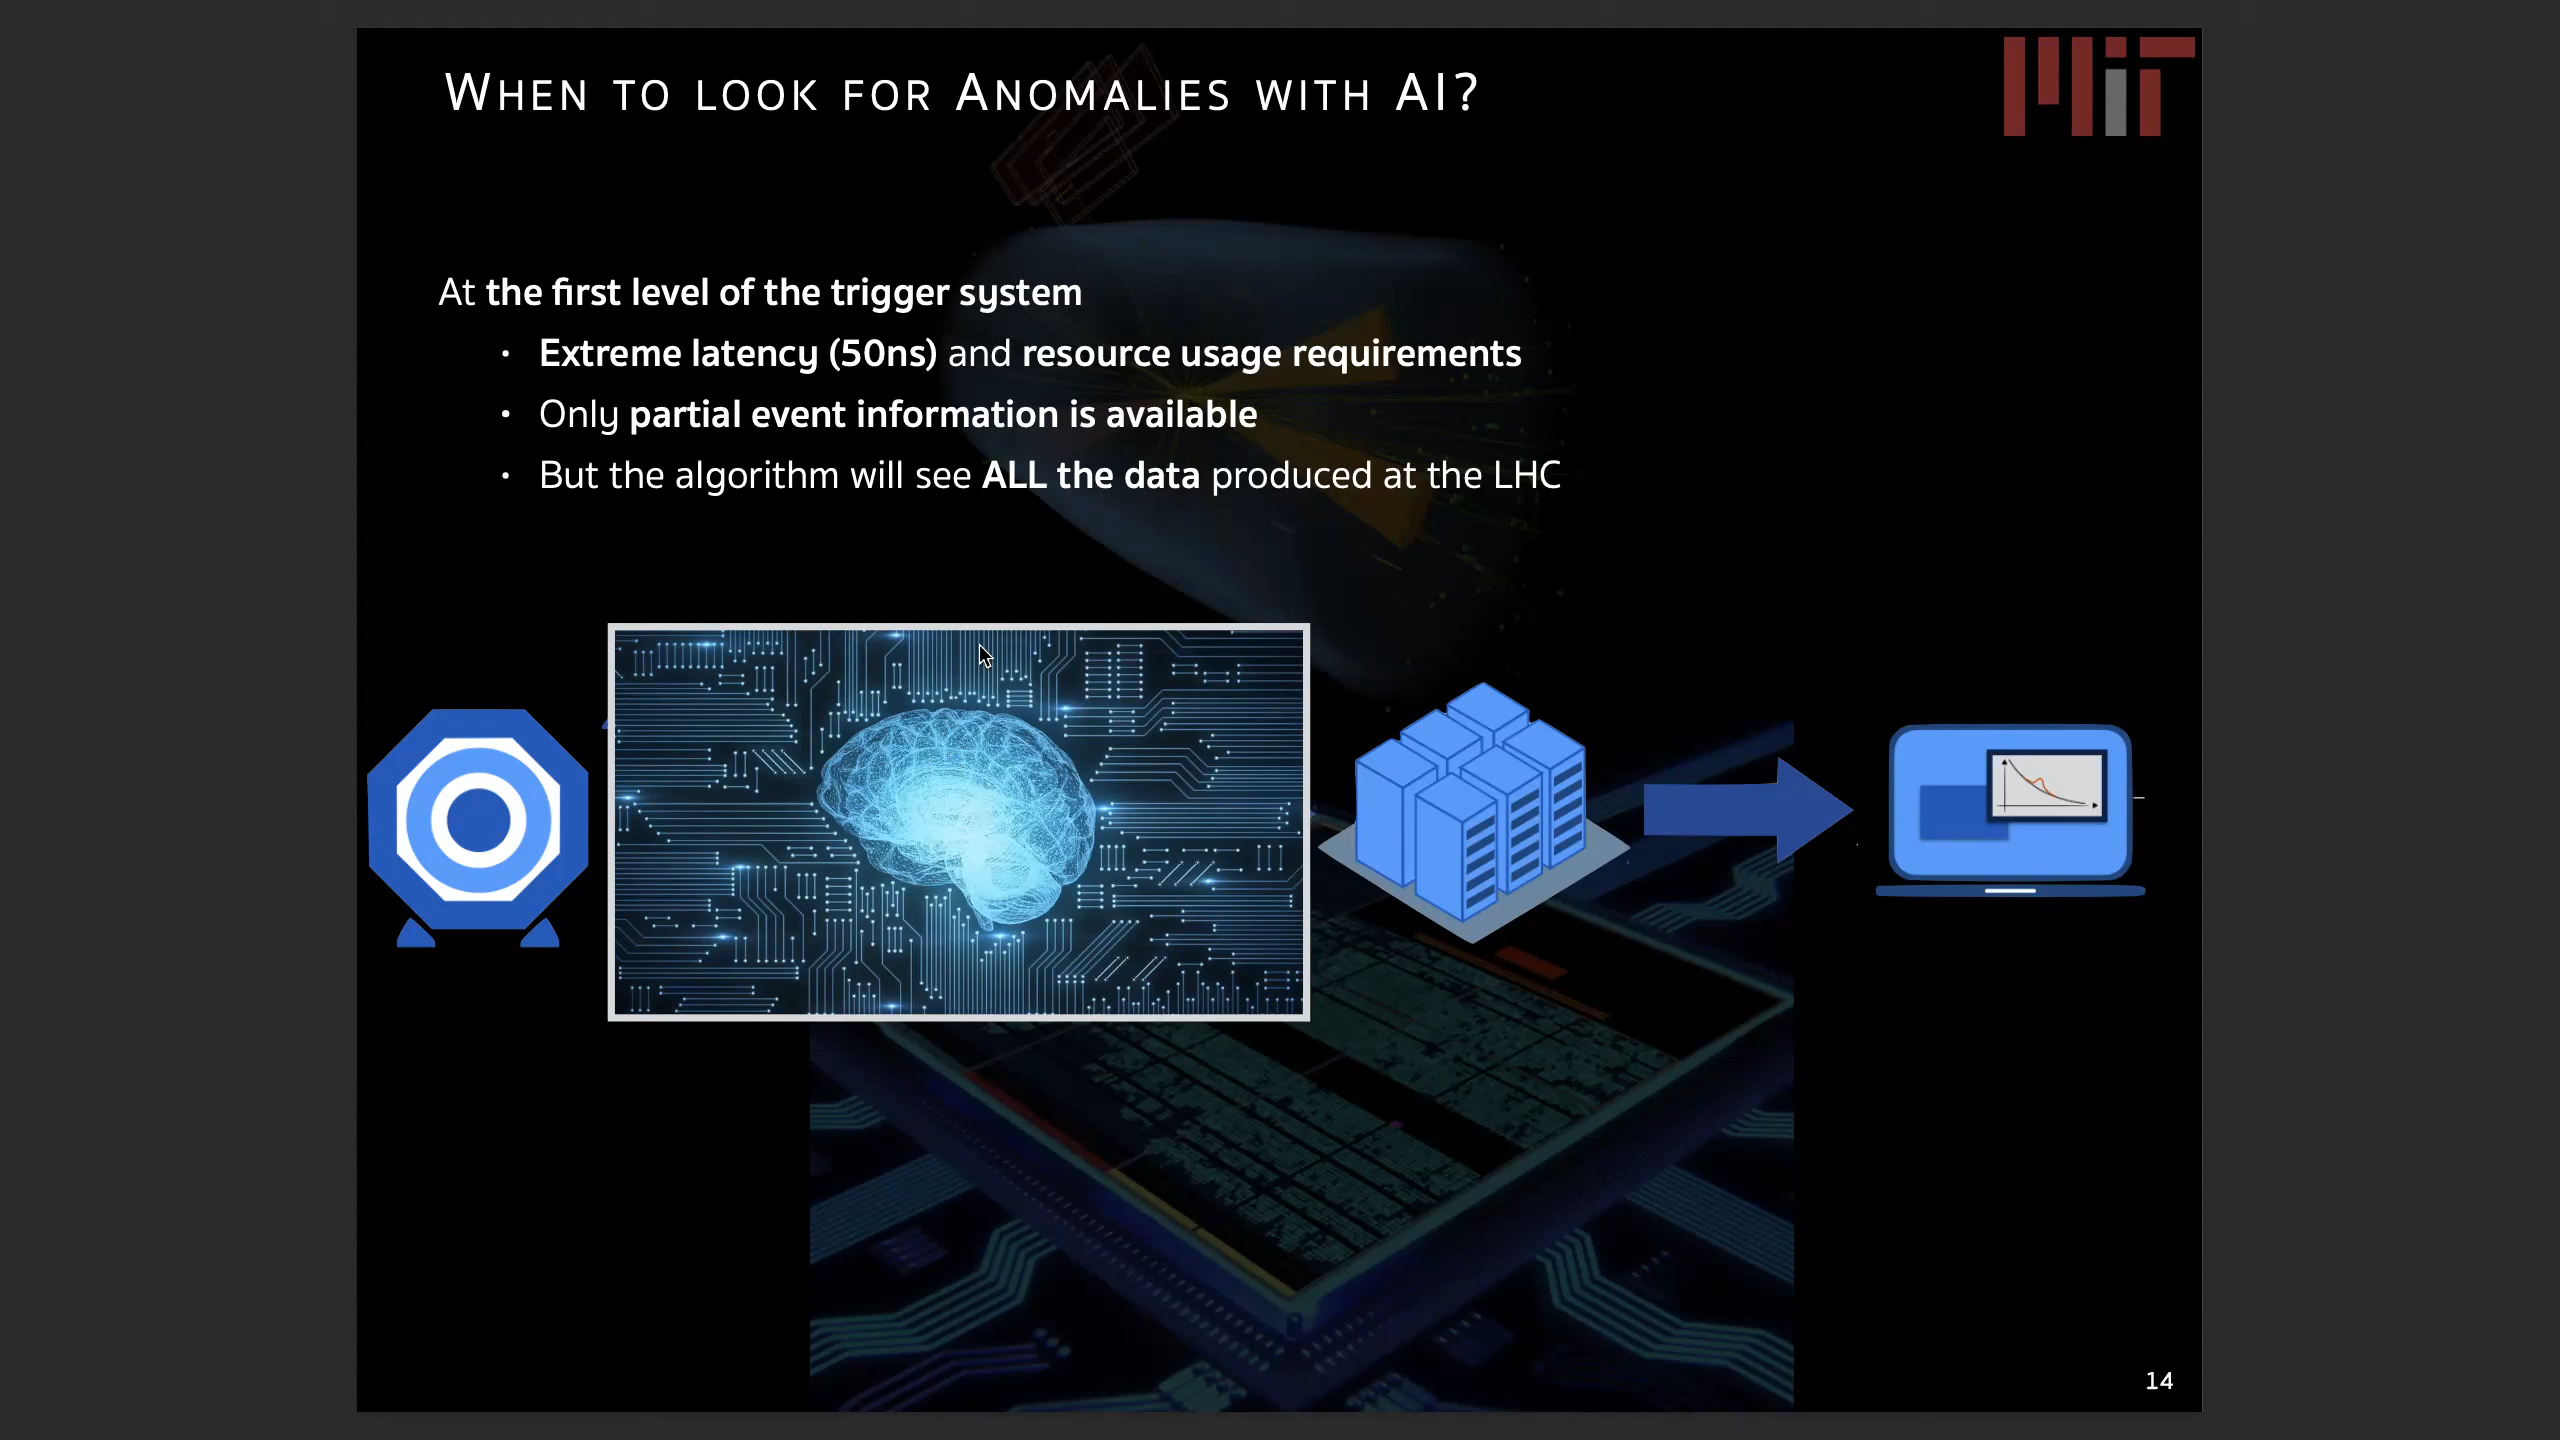 WHEN TO LOOK FOR ANOMALIES WITH AI?
MIT
At the first level of the trigger system
• Extreme latency (50ns) and resource usage requirements
• Only partial event information is available
• But the algorithm will see ALL the data produced at the LHC
14